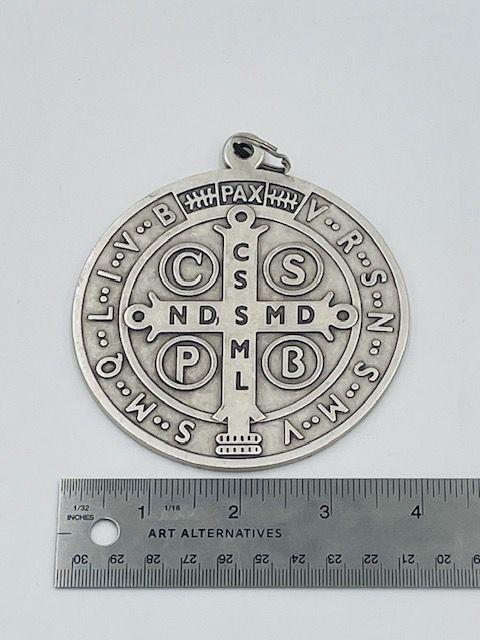 PAX
V··R··S··N··S··M··V
S··M··Q··L··I··V··B
C S
P B
C
S
S
M
L
N D, S M D
1/32 1 1/16 2 3 4
INCHES
ART ALTERNATIVES
30 29 28 27 26 25 24 23 22 21 20 19